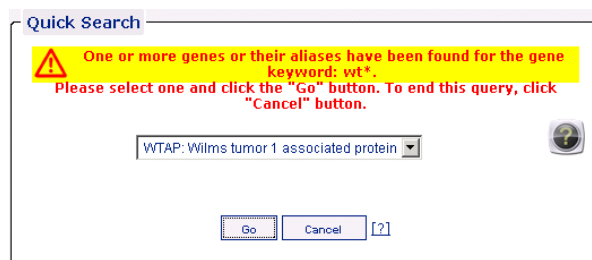 Quick Search
One or more genes or their aliases have been found for the gene
keyword: wt*.
Please select one and click the "Go" button. To end this query, click
"Cancel" button.
WTAP: Wilms tumor 1 associated protein
?
Go Cancel [?]